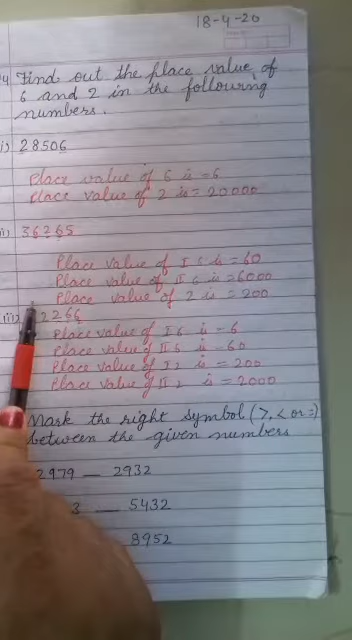 18-4-20
4. Find out the place value of
6 and 2 in the following
numbers.
i) 28506
Place value of 6 is = 6
Place value of 2 is = 20000
ii) 36265
Place value of I 6 is = 60
Place value of II 6 is = 6000
Place value of 2 is = 200
iii) 2266
Place value of I 6 is - 6
Place value of II 6 is - 60
Place value of I 2 is = 200
Place value of II 2 is = 2000
Mark the right symbol (>, < or =)
between the given numbers
2979 — 2932
3 — 5432
8952